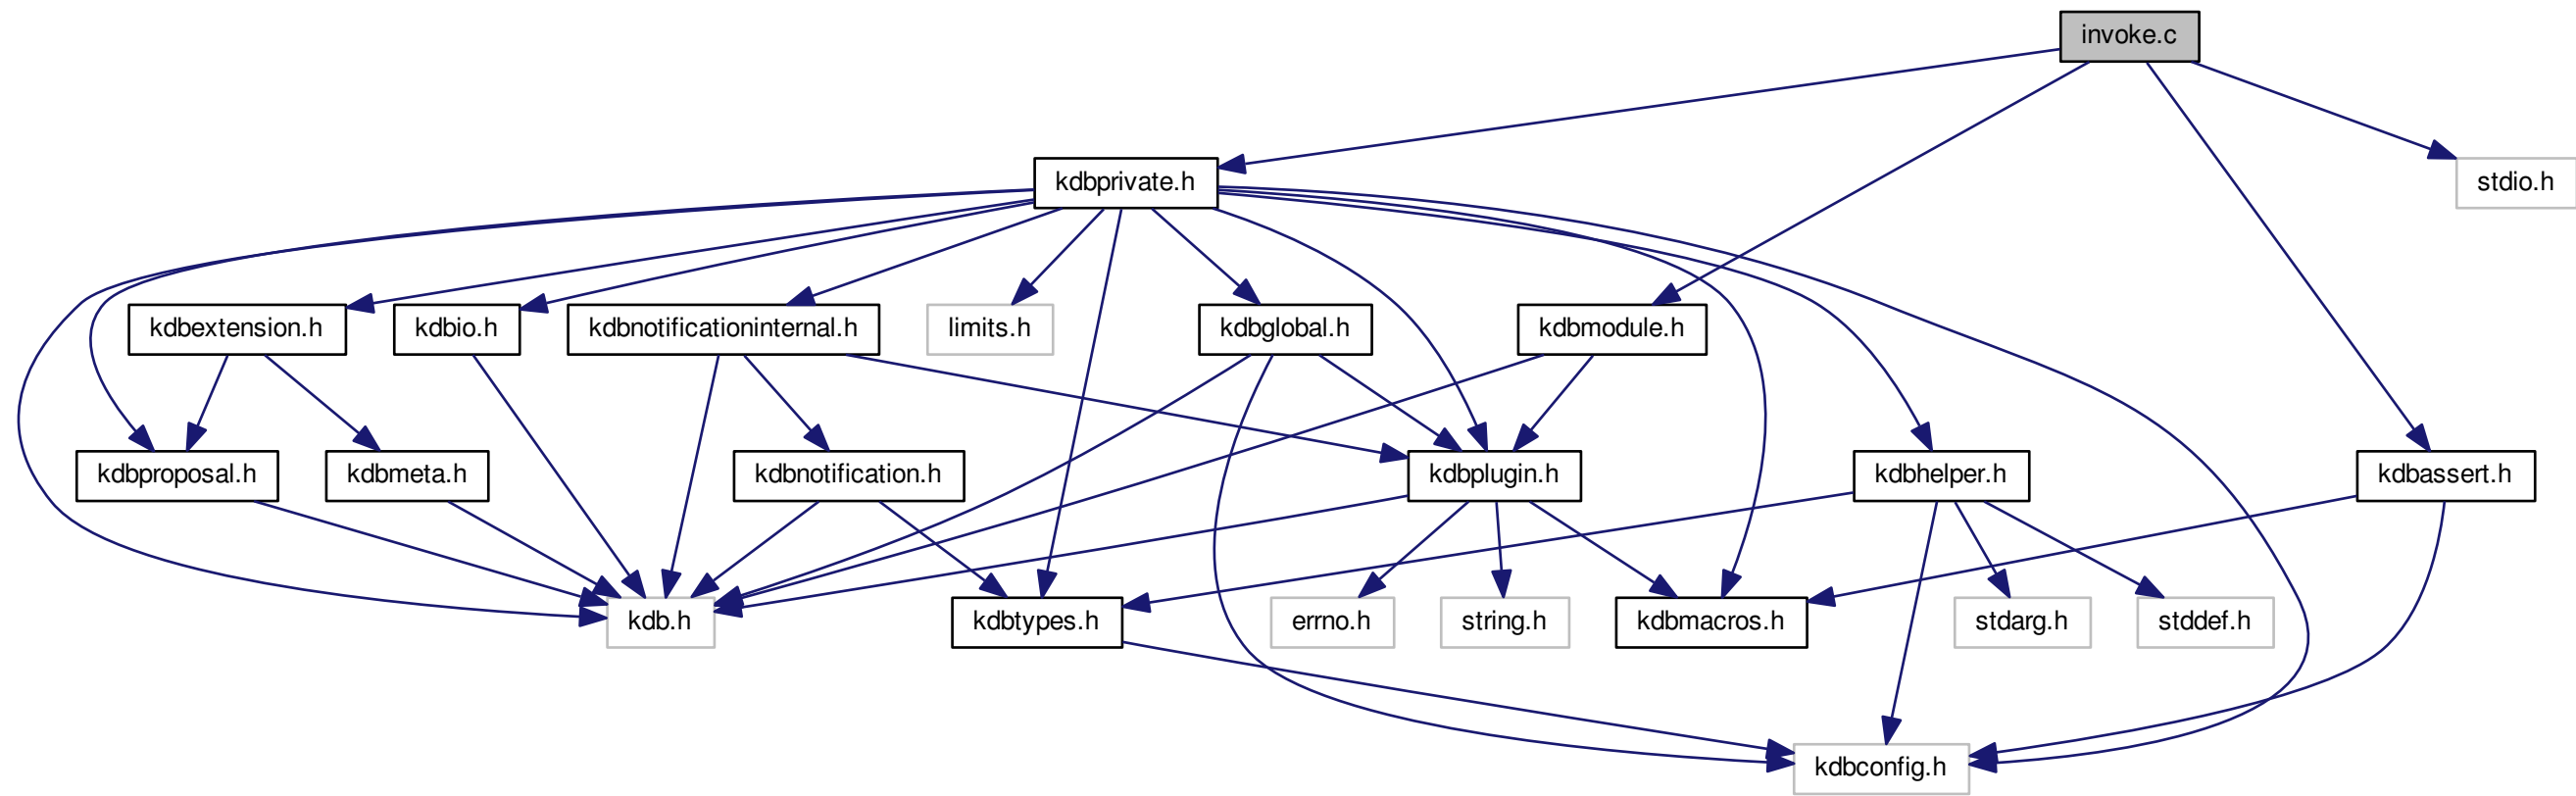 invoke.c
kdbprivate.h
stdio.h
kdbextension.h
kdbio.h
kdbnotificationinternal.h
limits.h
kdbglobal.h
kdbmodule.h
kdbproposal.h
kdbmeta.h
kdbnotification.h
kdbplugin.h
kdbhelper.h
kdbassert.h
kdb.h
kdbtypes.h
errno.h
string.h
kdbmacros.h
stdarg.h
stddef.h
kdbconfig.h